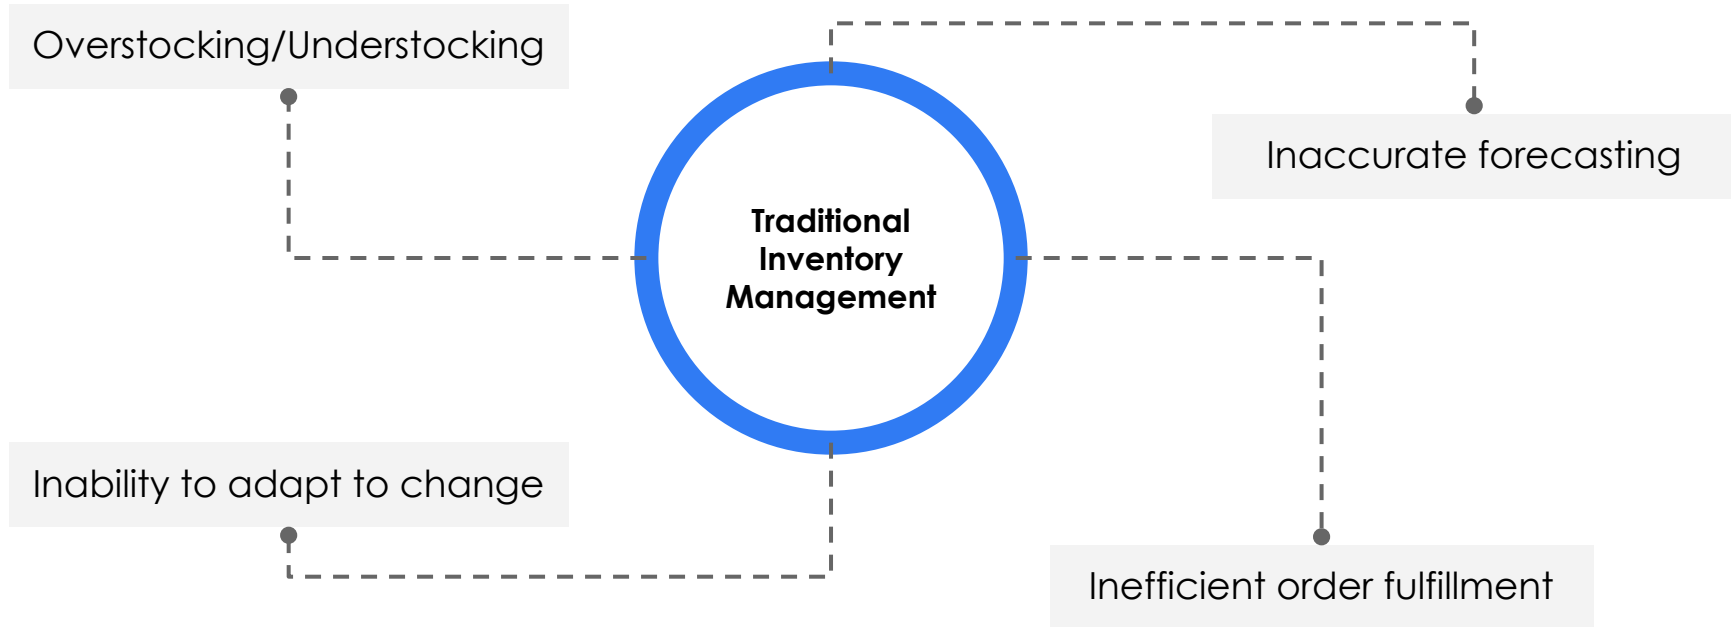 Overstocking/Understocking
Inaccurate forecasting
Traditional
Inventory
Management
Inability to adapt to change
Inefficient order fulfillment